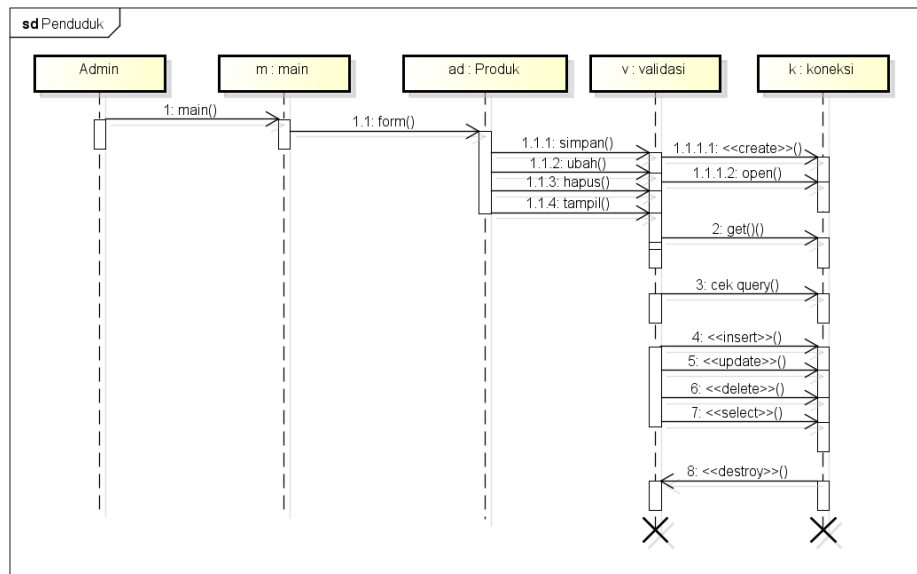 sd Penduduk
Admin
m : main
ad : Produk
v : validasi
k : koneksi
1: main()
1.1: form()
1.1.1: simpan()
1.1.1.1: <<create>>()
1.1.2: ubah()
1.1.1.2: open()
1.1.3: hapus()
1.1.4: tampil()
2: get()()
3: cek query()
4: <<insert>>()
5: <<update>>()
6: <<delete>>()
7: <<select>>()
8: <<destroy>>()